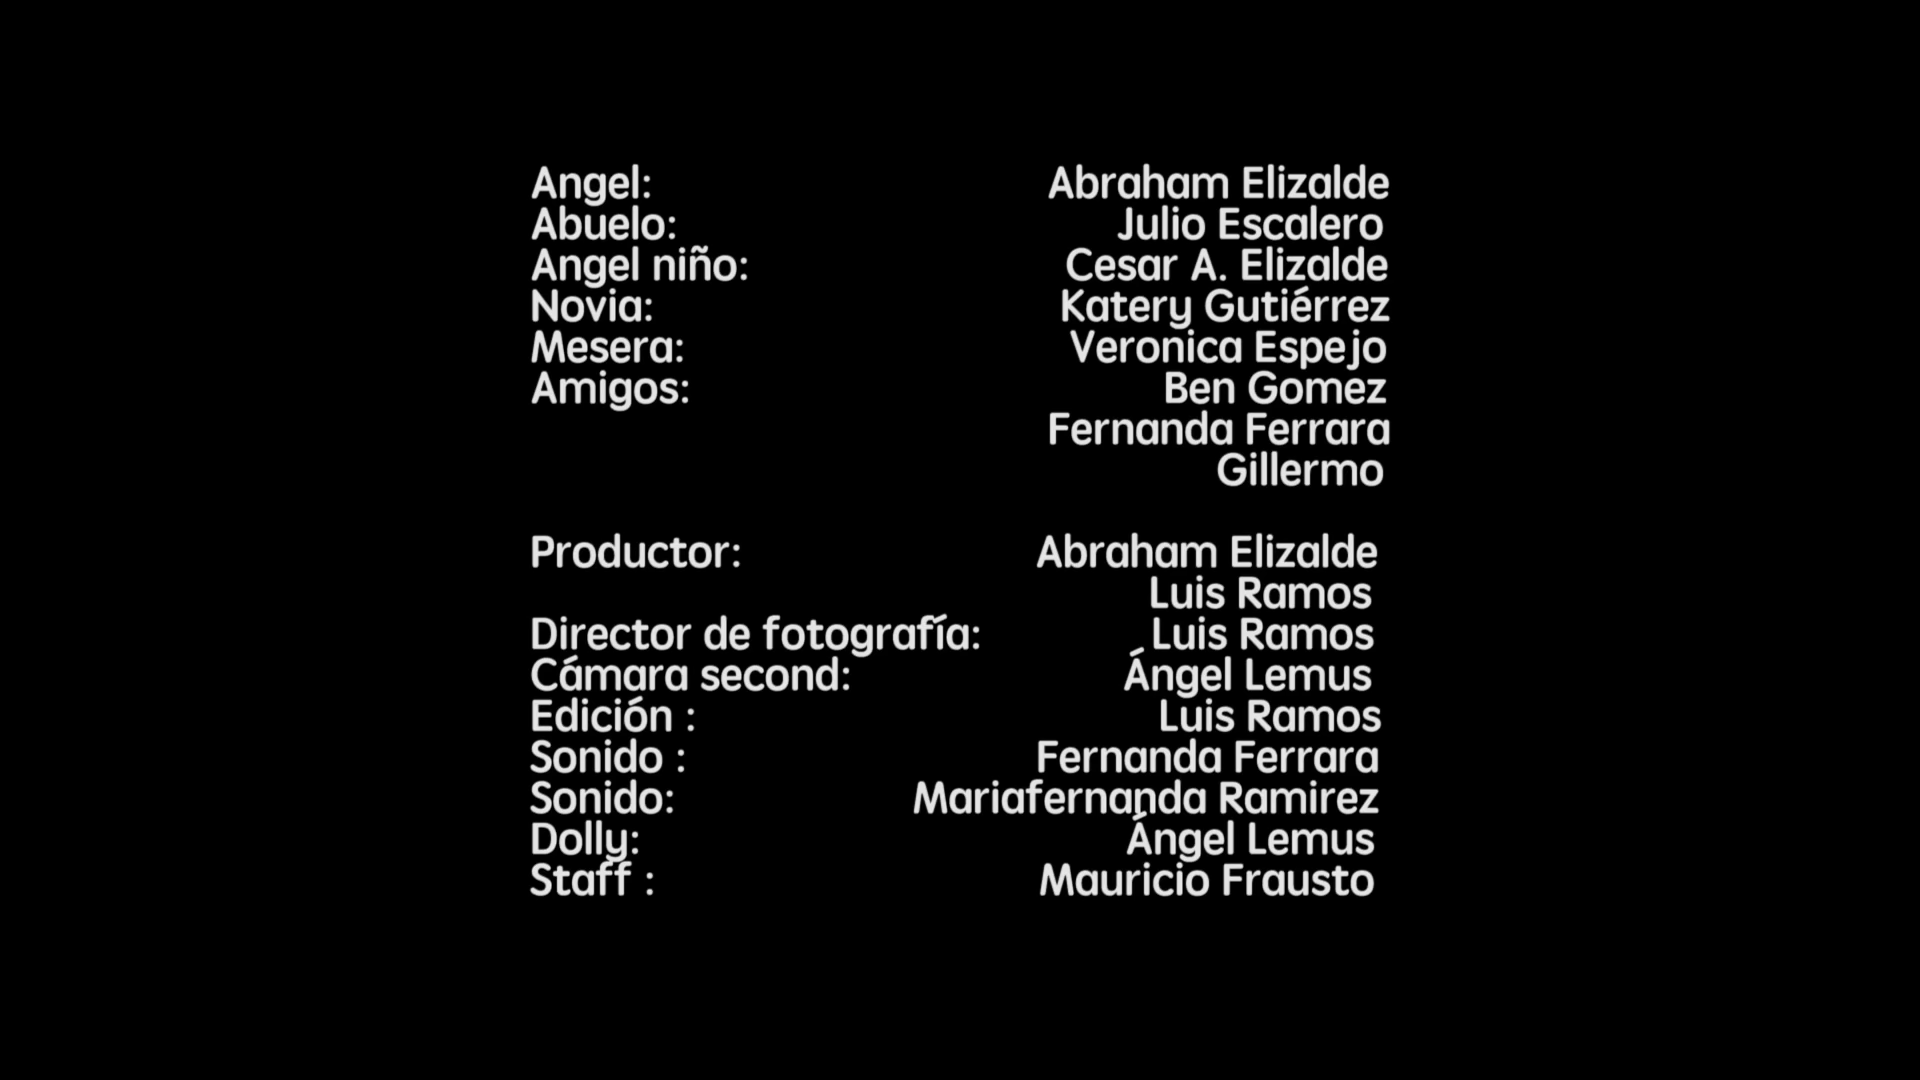 Angel: Abraham Elizalde
Abuelo: Julio Escalero
Angel niño: Cesar A. Elizalde
Novia: Katery Gutiérrez
Mesera: Veronica Espejo
Amigos: Ben Gomez
Fernanda Ferrara
Gillermo
Productor: Abraham Elizalde
Luis Ramos
Director de fotografía: Luis Ramos
Cámara second: Ángel Lemus
Edición : Luis Ramos
Sonido : Fernanda Ferrara
Sonido: Mariafernanda Ramirez
Dolly: Ángel Lemus
Staff : Mauricio Frausto